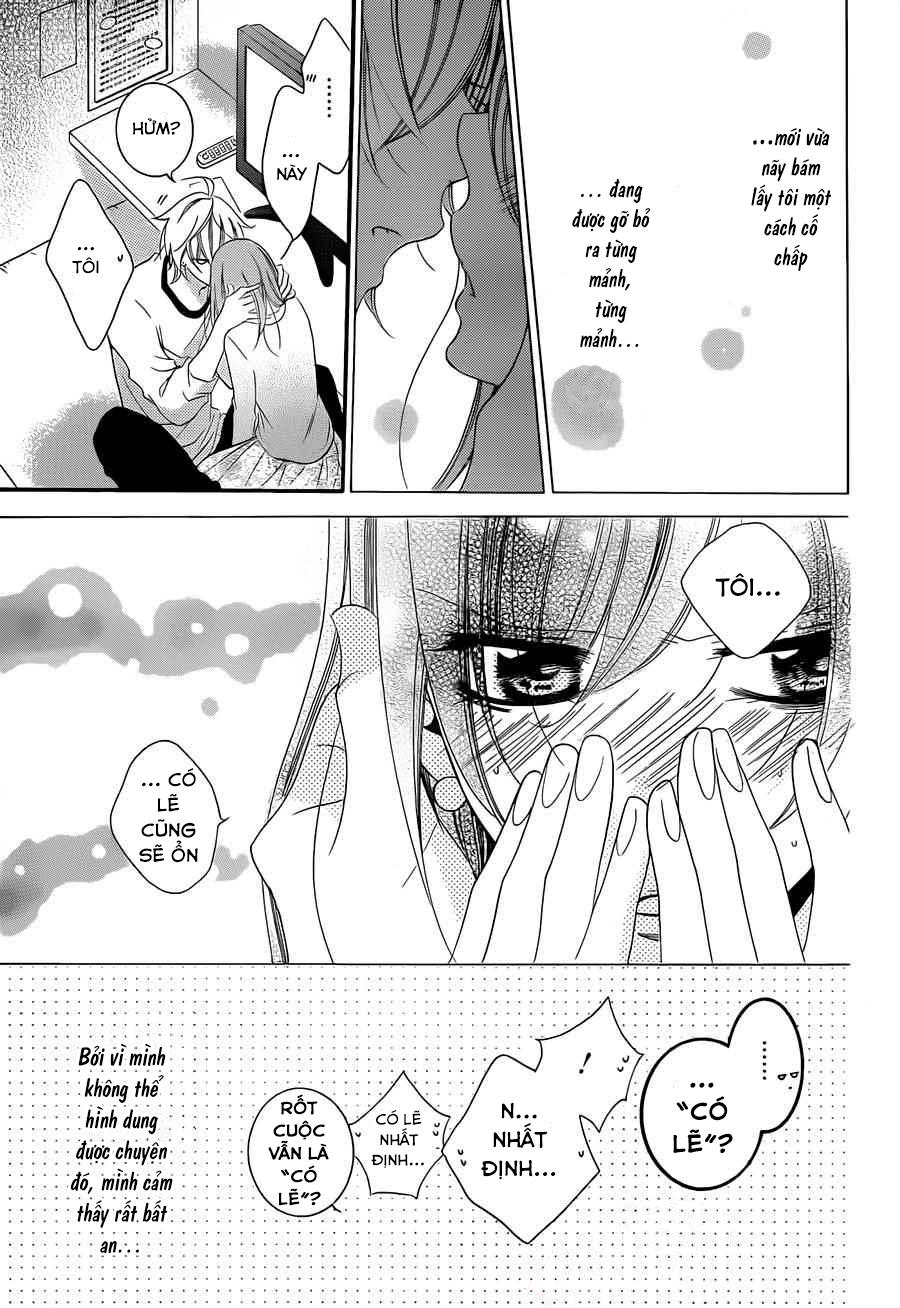 ...mới vừa
nãy bám
lấy tôi một
cách cố
chấp
... đang
được gỡ bỏ
ra từng
mảnh,
từng
mảnh...
...
NÀY
HỬM?
...
TÔI
TÔI...
... CÓ
LẼ
CŨNG
SẼ ỔN
...
"CÓ
LẼ"?
!
N...
NHẤT
ĐỊNH...
CÓ LẼ
NHẤT
ĐỊNH...
RỐT
CUỘC
VẪN LÀ
"CÓ
LẼ"?
Bởi vì mình
không thể
hình dung
được chuyện
đó, mình cảm
thấy rất bất
an...